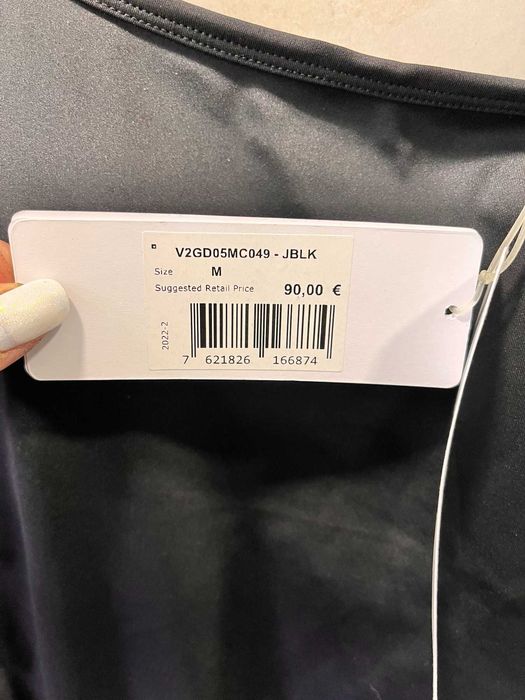 V2GD05MC049 - JBLK
Size M
Suggested Retail Price 90,00 €
2022-2
7 621826 166874